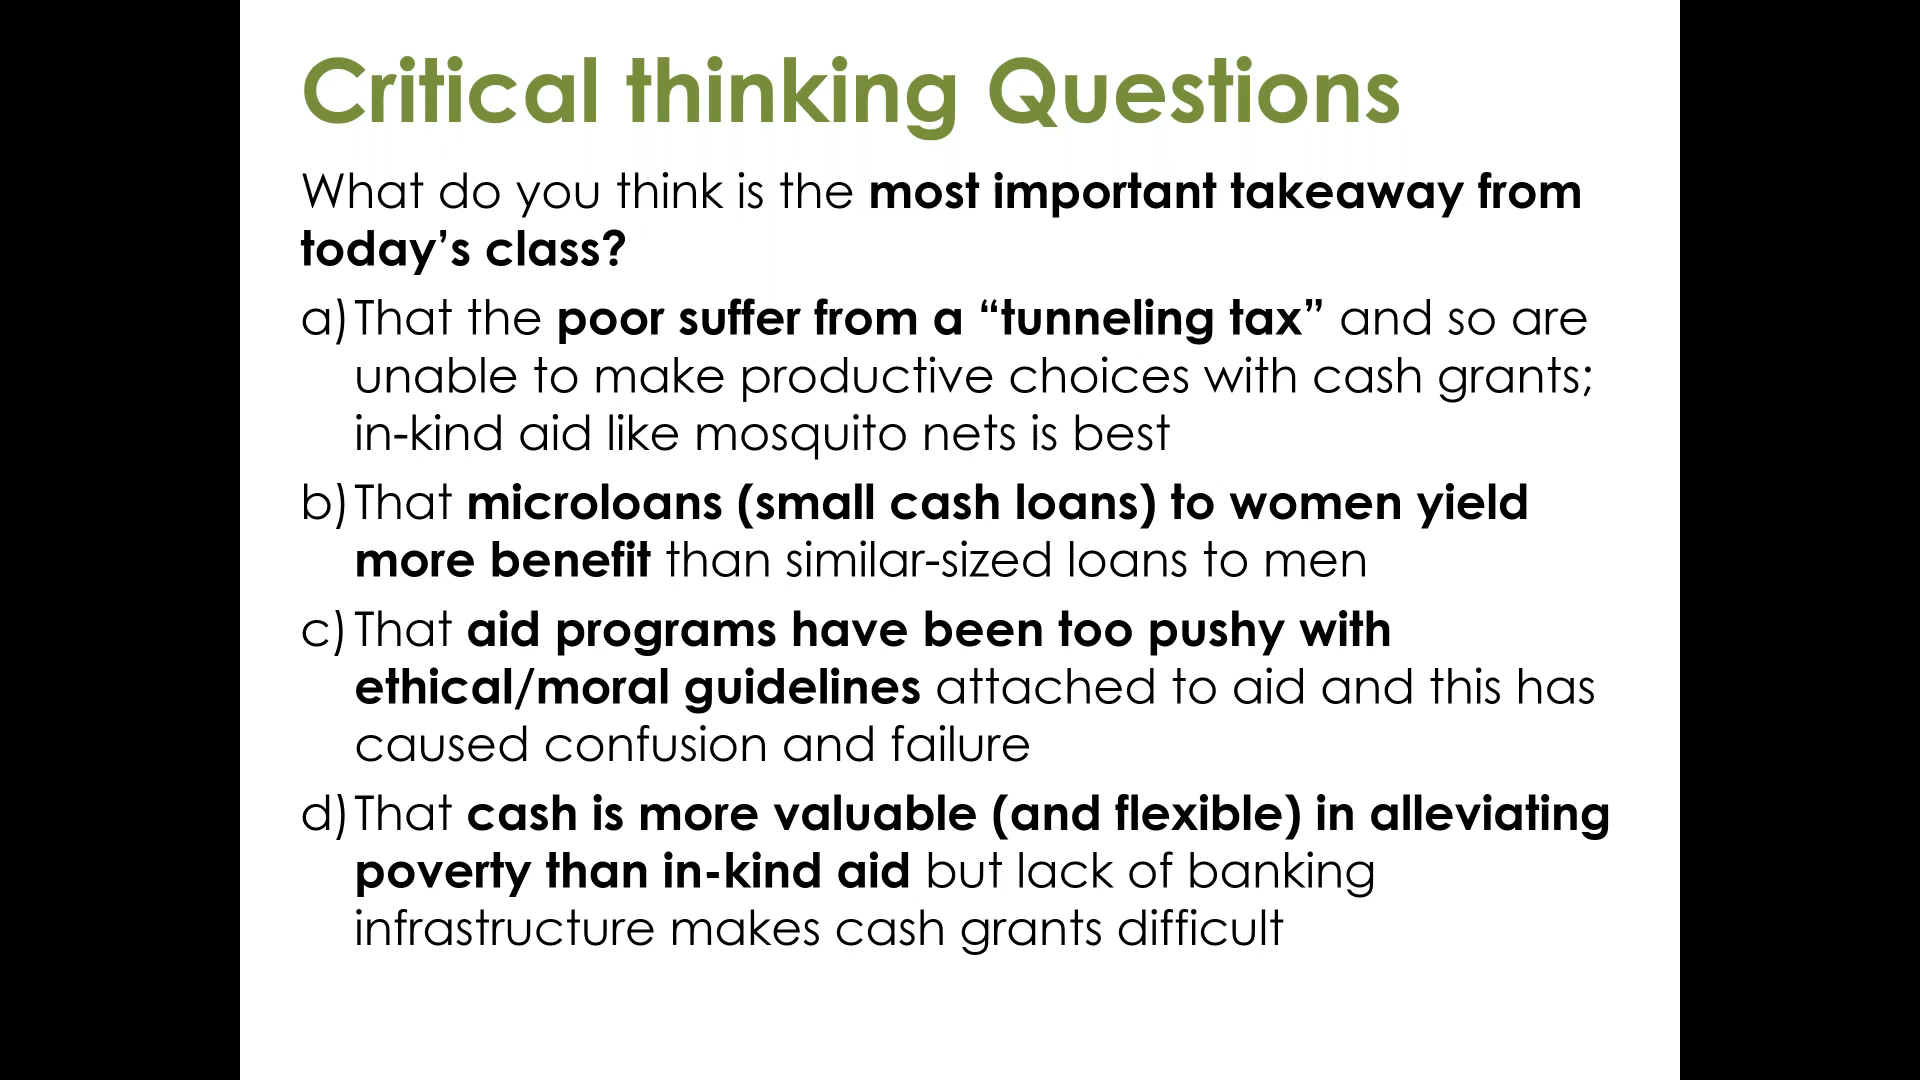 Critical thinking Questions
What do you think is the most important takeaway from
today’s class?
a) That the poor suffer from a “tunneling tax” and so are
unable to make productive choices with cash grants;
in-kind aid like mosquito nets is best
b) That microloans (small cash loans) to women yield
more benefit than similar-sized loans to men
c) That aid programs have been too pushy with
ethical/moral guidelines attached to aid and this has
caused confusion and failure
d) That cash is more valuable (and flexible) in alleviating
poverty than in-kind aid but lack of banking
infrastructure makes cash grants difficult